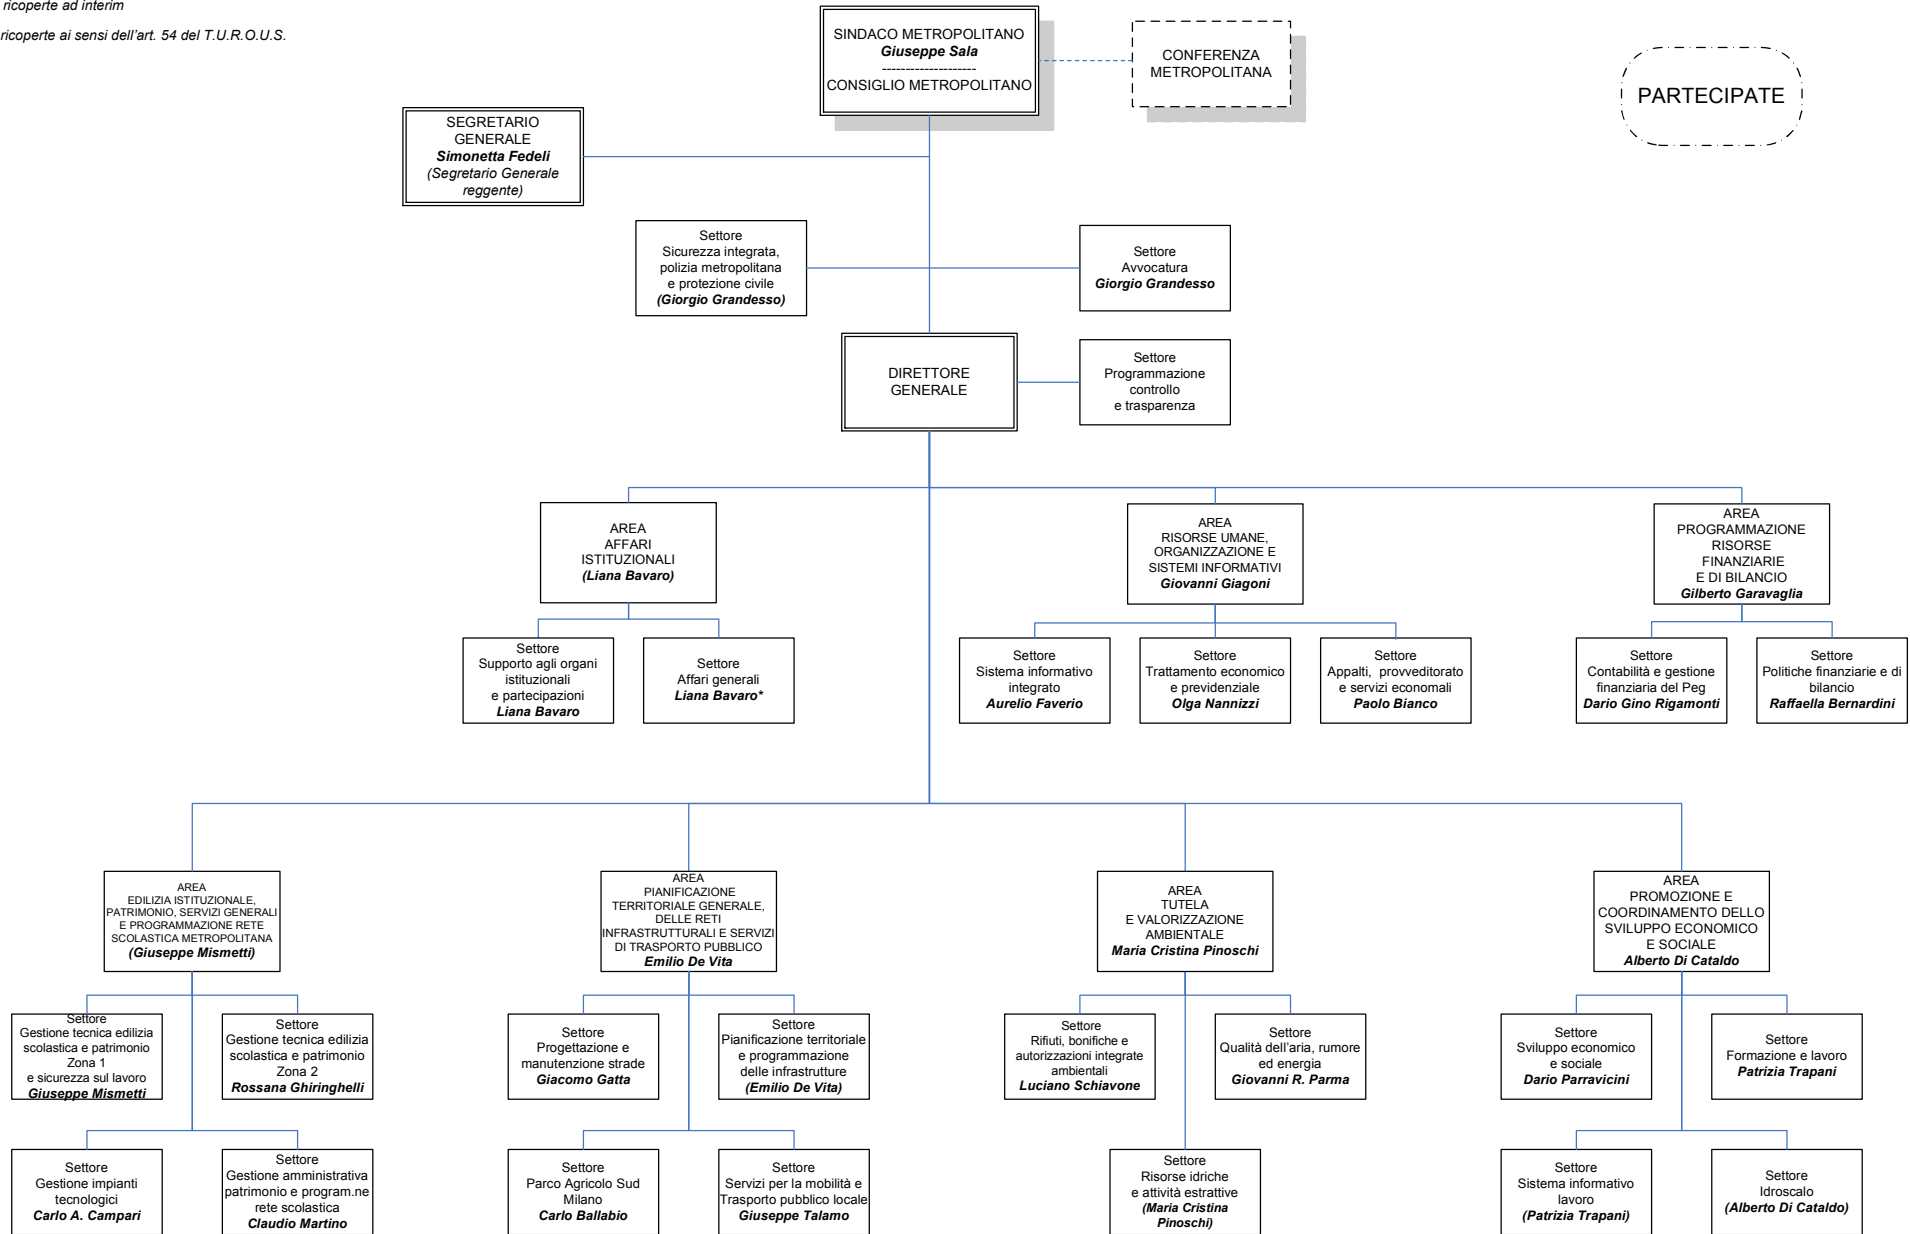 ricoperte ad interim
ricoperte ai sensi dell'art. 54 del T.U.R.O.U.S.
SINDACO METROPOLITANO
Giuseppe Sala
--------------------
CONSIGLIO METROPOLITANO
CONFERENZA
METROPOLITANA
PARTECIPATE
SEGRETARIO
GENERALE
Simonetta Fedeli
(Segretario Generale
reggente)
Settore
Sicurezza integrata,
polizia metropolitana
e protezione civile
(Giorgio Grandesso)
Settore
Avvocatura
Giorgio Grandesso
DIRETTORE
GENERALE
Settore
Programmazione
controllo
e trasparenza
AREA
AFFARI
ISTITUZIONALI
(Liana Bavaro)
AREA
RISORSE UMANE,
ORGANIZZAZIONE E
SISTEMI INFORMATIVI
Giovanni Giagoni
AREA
PROGRAMMAZIONE
RISORSE
FINANZIARIE
E DI BILANCIO
Gilberto Garavaglia
Settore
Supporto agli organi
istituzionali
e partecipazioni
Liana Bavaro
Settore
Affari generali
Liana Bavaro*
Settore
Sistema informativo
integrato
Aurelio Faverio
Settore
Trattamento economico
e previdenziale
Olga Nannizzi
Settore
Appalti, provveditorato
e servizi economali
Paolo Bianco
Settore
Contabilità e gestione
finanziaria del Peg
Dario Gino Rigamonti
Settore
Politiche finanziarie e di
bilancio
Raffaella Bernardini
AREA
EDILIZIA ISTITUZIONALE,
PATRIMONIO, SERVIZI GENERALI
E PROGRAMMAZIONE RETE
SCOLASTICA METROPOLITANA
(Giuseppe Mismetti)
AREA
PIANIFICAZIONE
TERRITORIALE GENERALE,
DELLE RETI
INFRASTRUTTURALI E SERVIZI
DI TRASPORTO PUBBLICO
Emilio De Vita
AREA
TUTELA
E VALORIZZAZIONE
AMBIENTALE
Maria Cristina Pinoschi
AREA
PROMOZIONE E
COORDINAMENTO DELLO
SVILUPPO ECONOMICO
E SOCIALE
Alberto Di Cataldo
Settore
Gestione tecnica edilizia
scolastica e patrimonio
Zona 1
e sicurezza sul lavoro
Giuseppe Mismetti
Settore
Gestione tecnica edilizia
scolastica e patrimonio
Zona 2
Rossana Ghiringhelli
Settore
Progettazione e
manutenzione strade
Giacomo Gatta
Settore
Pianificazione territoriale
e programmazione
delle infrastrutture
(Emilio De Vita)
Settore
Rifiuti, bonifiche e
autorizzazioni integrate
ambientali
Luciano Schiavone
Settore
Qualità dell'aria, rumore
ed energia
Giovanni R. Parma
Settore
Sviluppo economico
e sociale
Dario Parravicini
Settore
Formazione e lavoro
Patrizia Trapani
Settore
Gestione impianti
tecnologici
Carlo A. Campari
Settore
Gestione amministrativa
patrimonio e program.ne
rete scolastica
Claudio Martino
Settore
Parco Agricolo Sud
Milano
Carlo Ballabio
Settore
Servizi per la mobilità e
Trasporto pubblico locale
Giuseppe Talamo
Settore
Risorse idriche
e attività estrattive
(Maria Cristina
Pinoschi)
Settore
Sistema informativo
lavoro
(Patrizia Trapani)
Settore
Idroscalo
(Alberto Di Cataldo)